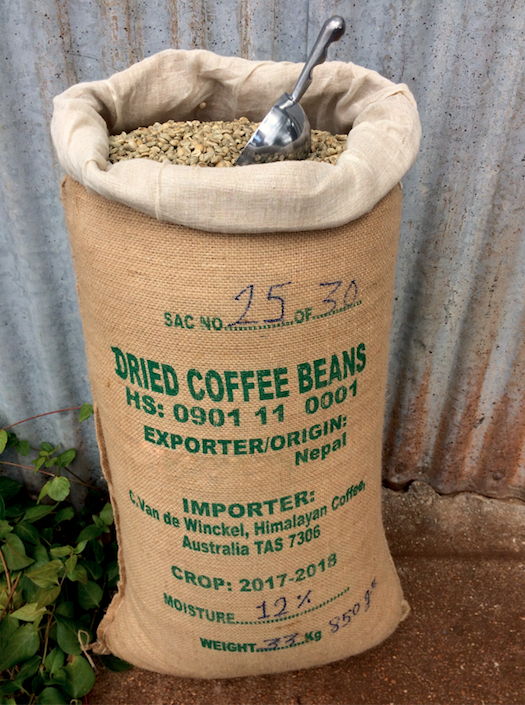 SAC NO. 25 OF 30
DRIED COFFEE BEANS
HS: 0901 11 0001
EXPORTER/ORIGIN:
Nepal
IMPORTER:
C.Van de Winckel, Himalayan Coffee,
Australia TAS 7306
CROP: 2017-2018
MOISTURE 12%
WEIGHT 33 Kg 850g